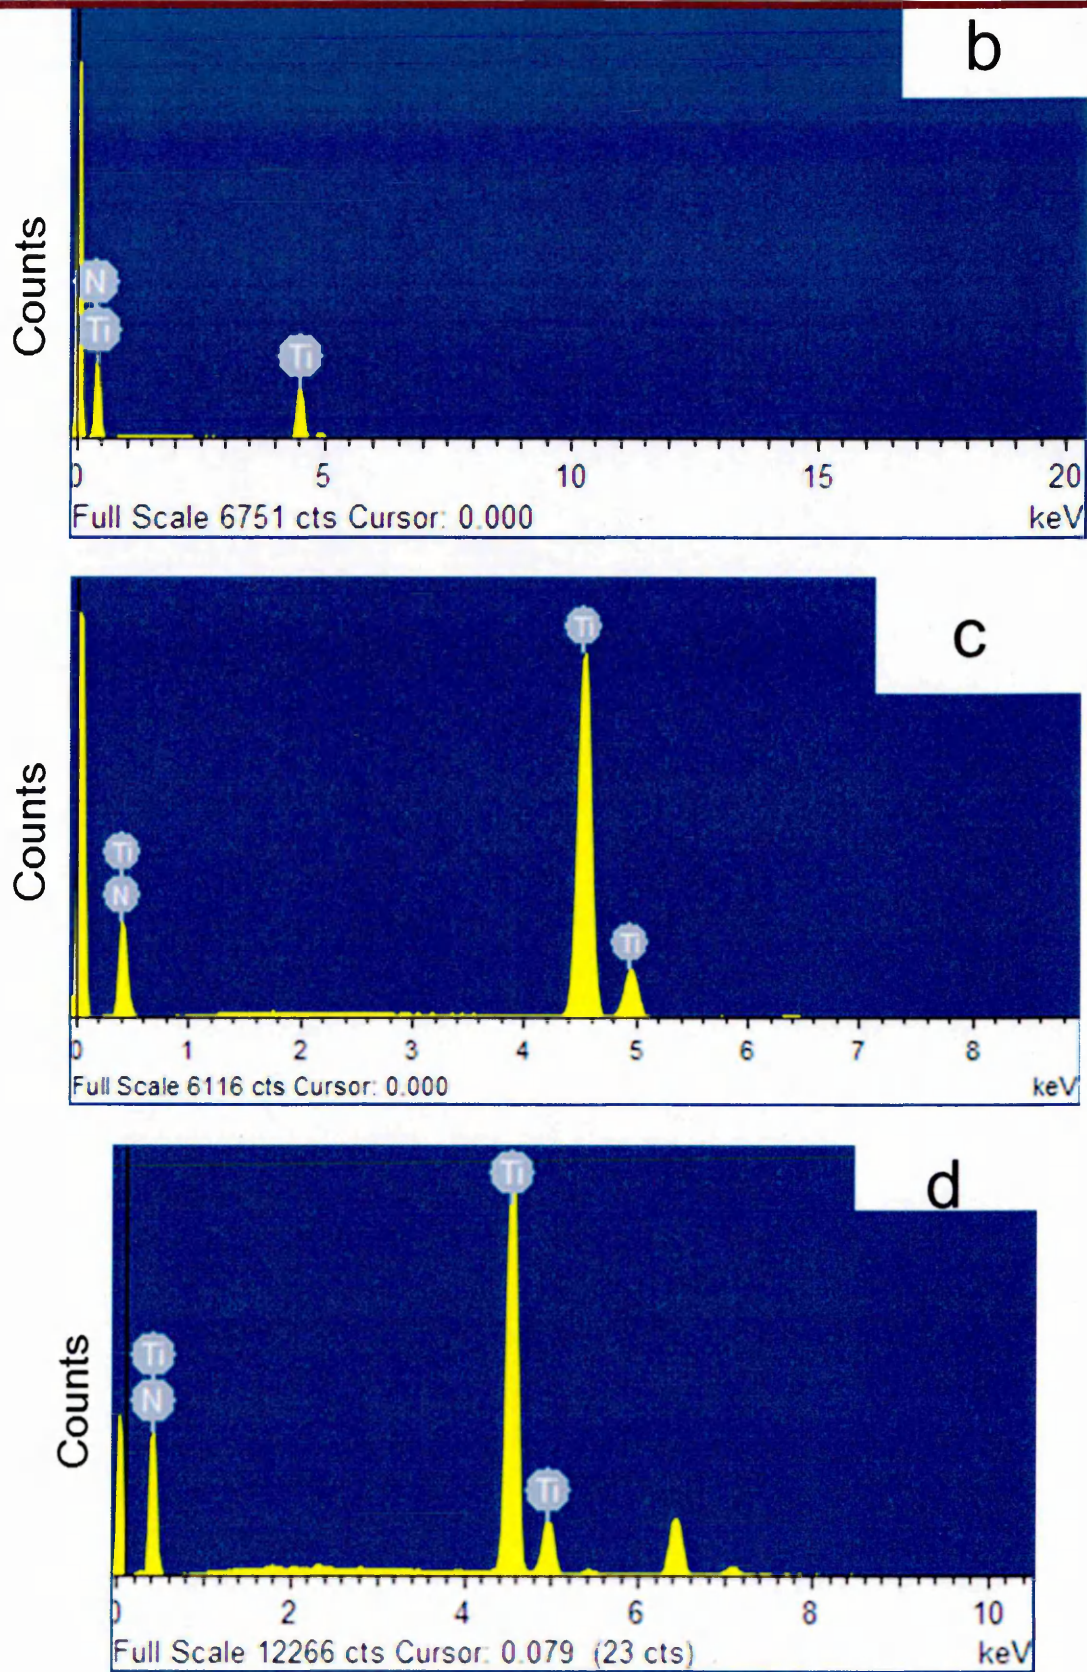 b
Counts
N
Ti
Ti
0 5 10 15 20
Full Scale 6751 cts Cursor: 0.000 keV
c
Counts
Ti
Ti
N
Ti
0 1 2 3 4 5 6 7 8
Full Scale 6116 cts Cursor: 0.000 keV
d
Counts
Ti
Ti
N
Ti
0 2 4 6 8 10
Full Scale 12266 cts Cursor: 0.079 (23 cts) keV